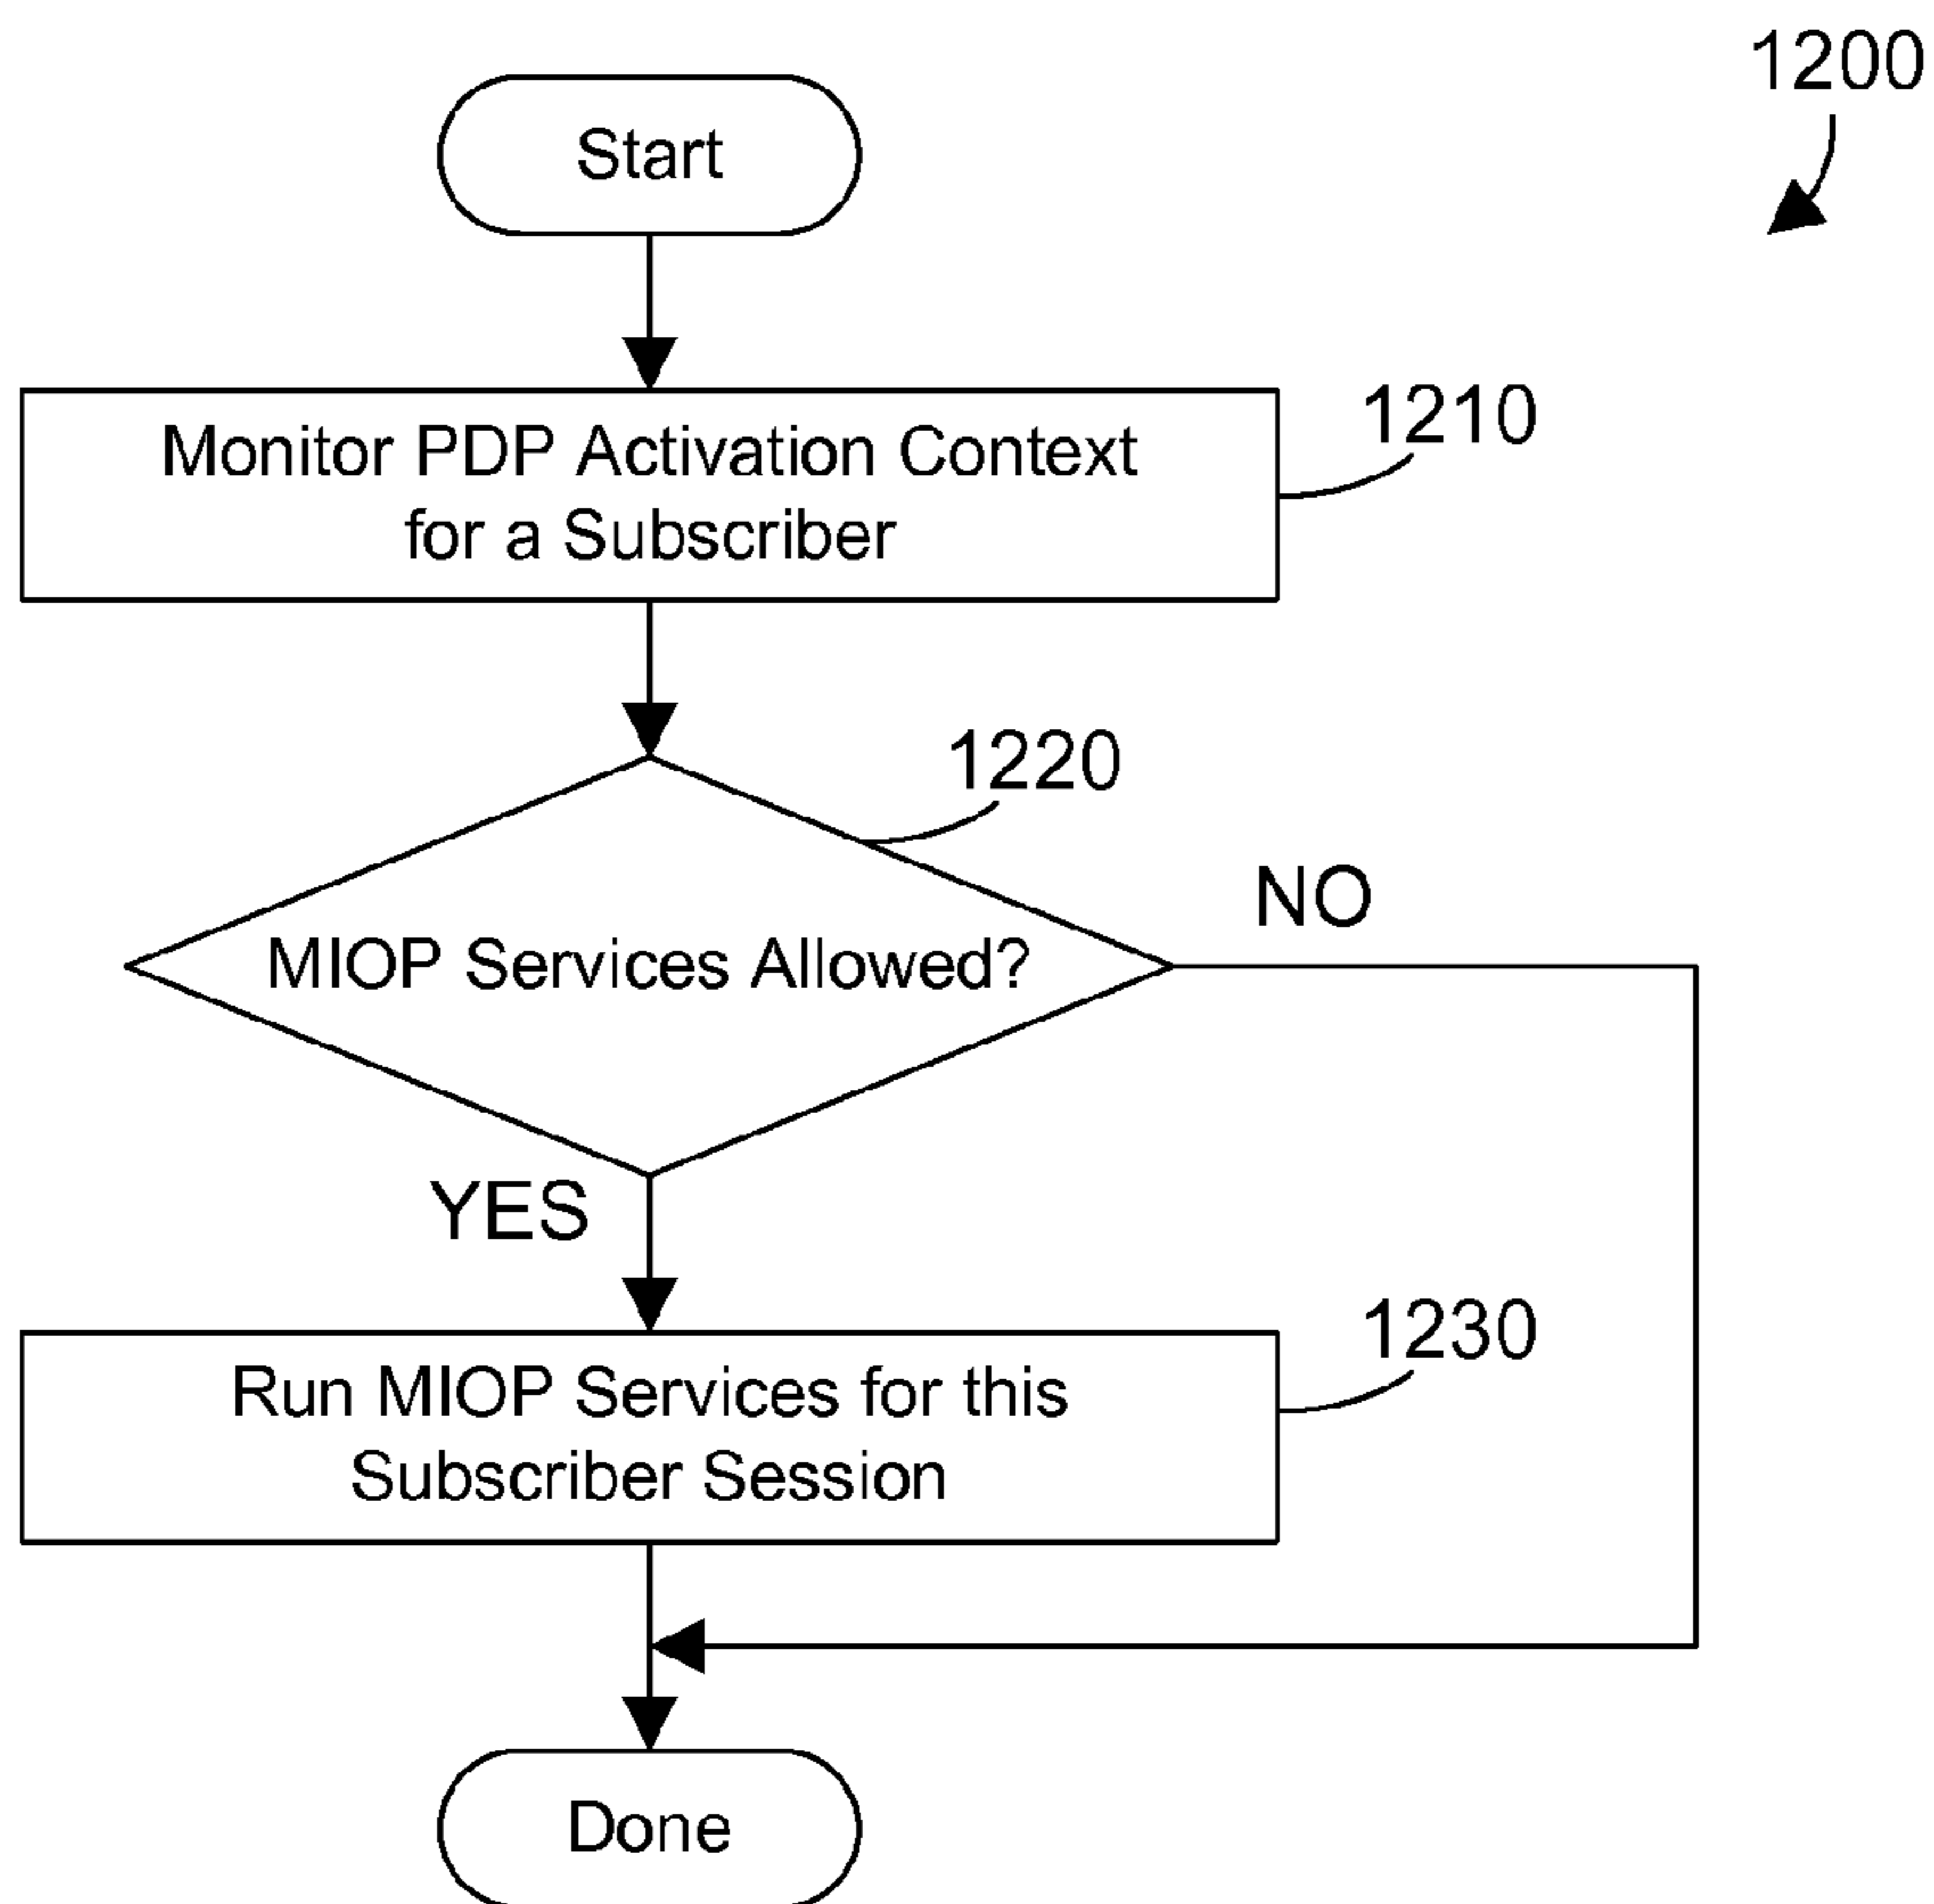 1200
Start
Monitor PDP Activation Context
for a Subscriber
1210
1220
MIOP Services Allowed?
NO
YES
Run MIOP Services for this
Subscriber Session
1230
Done